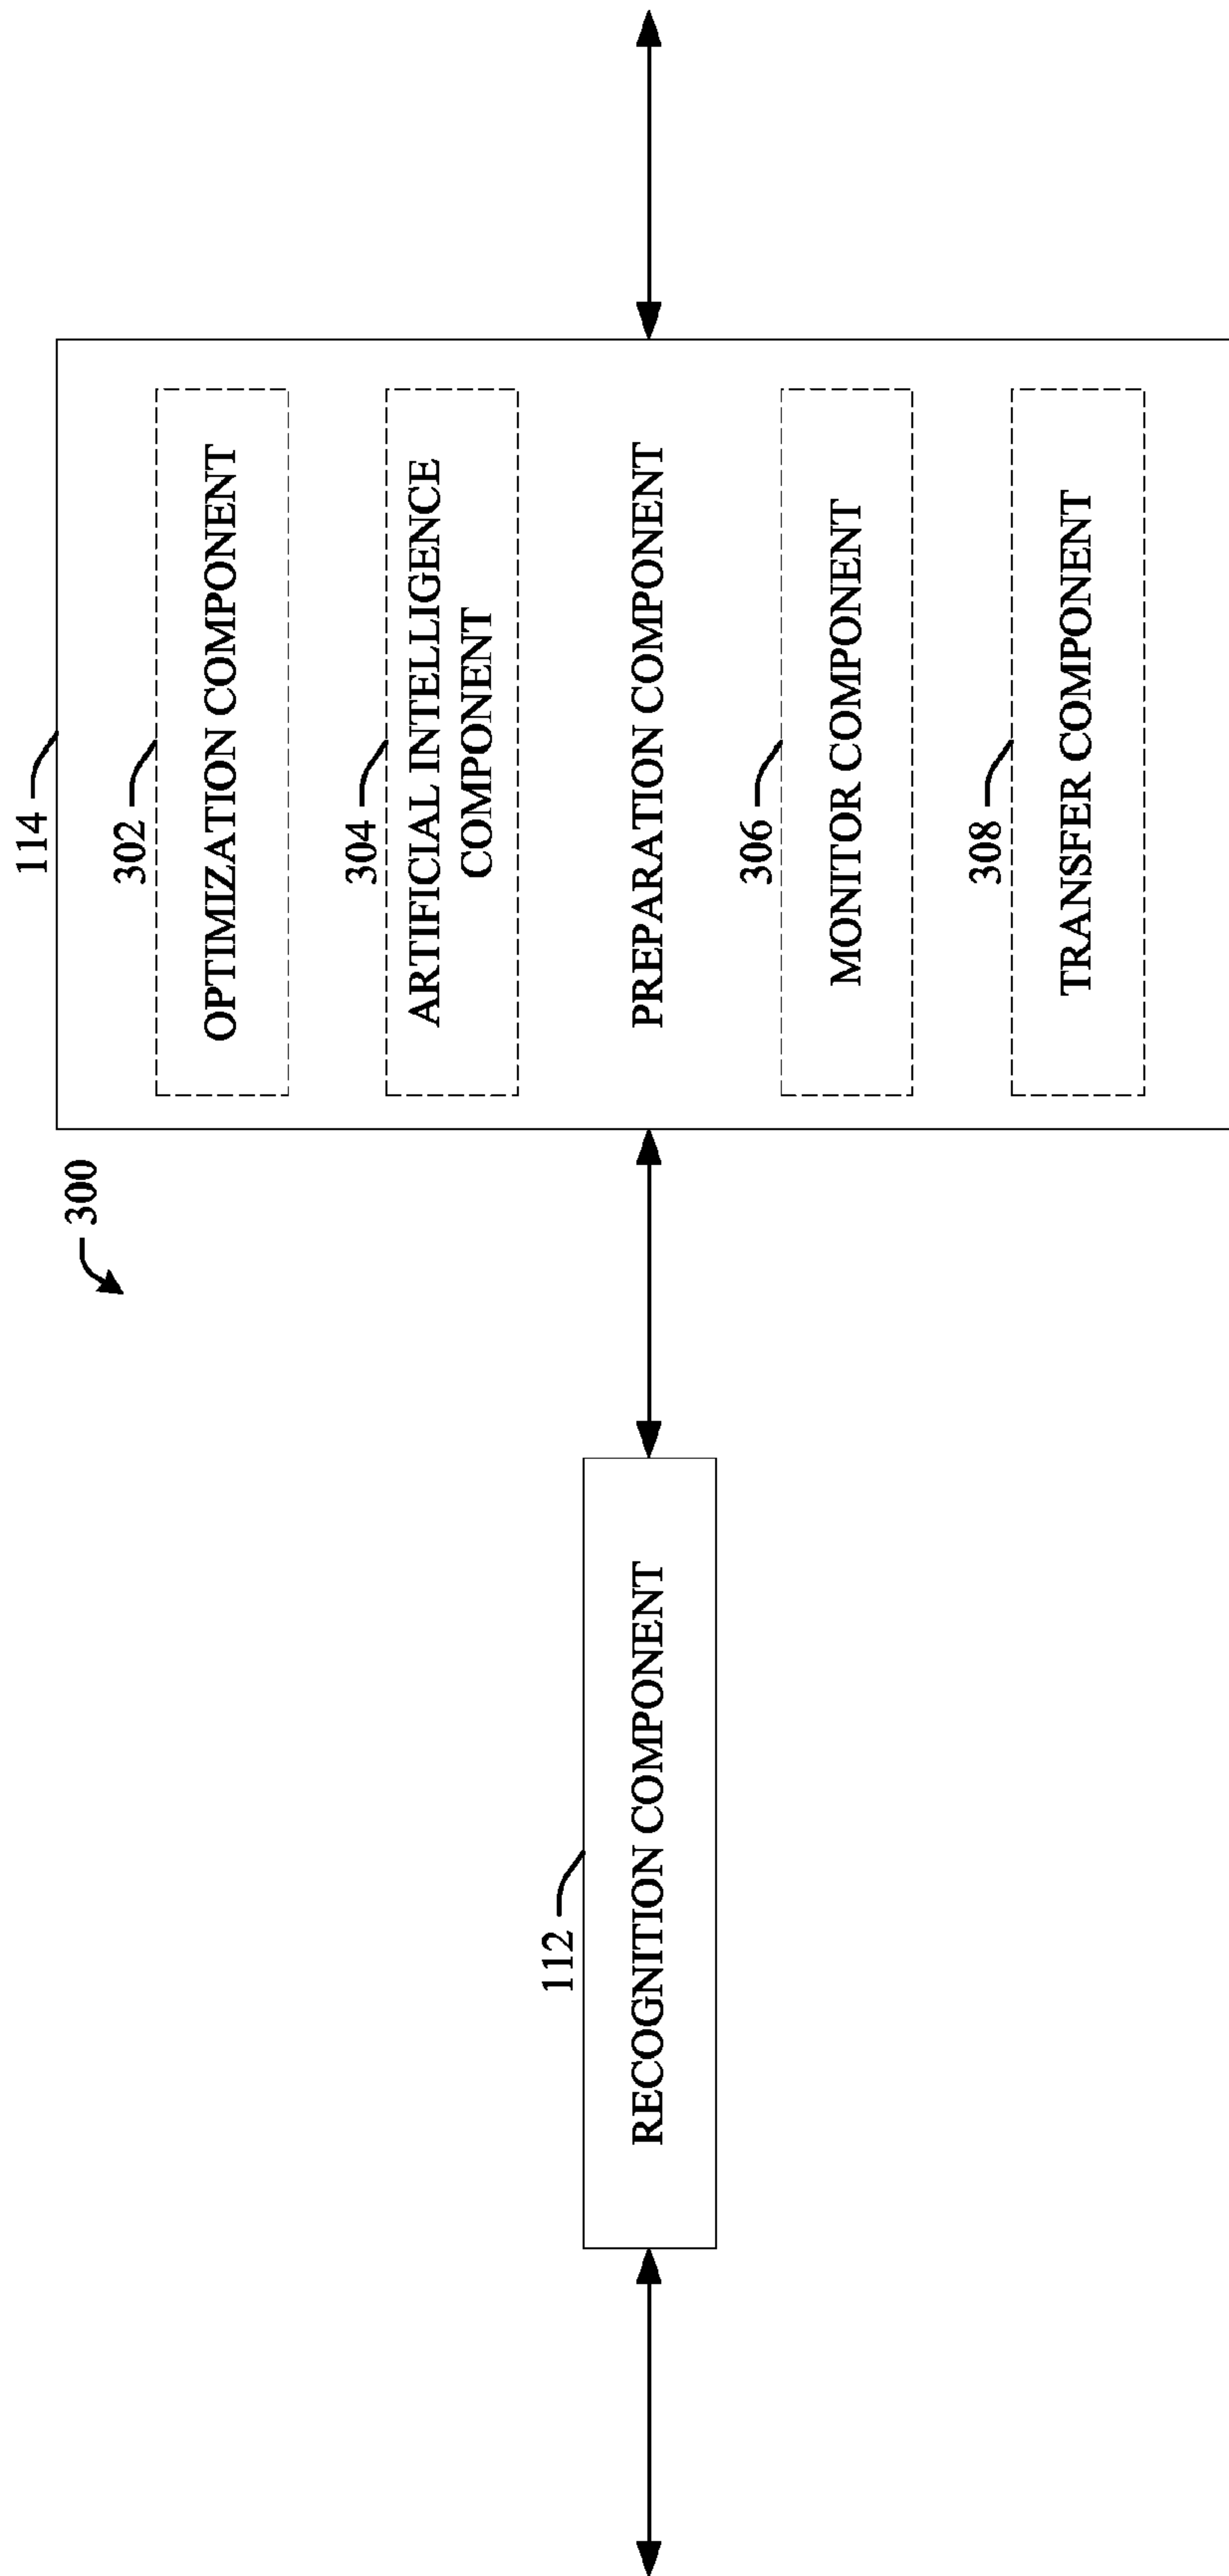 300
112
RECOGNITION COMPONENT
114
302
OPTIMIZATION COMPONENT
304
ARTIFICIAL INTELLIGENCE
COMPONENT
PREPARATION COMPONENT
306
MONITOR COMPONENT
308
TRANSFER COMPONENT